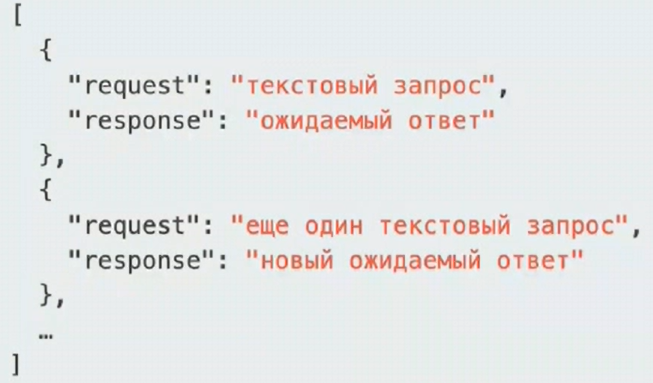 [
{
"request": "текстовый запрос",
"response": "ожидаемый ответ"
},
{
"request": "еще один текстовый запрос",
"response": "новый ожидаемый ответ"
},
…
]